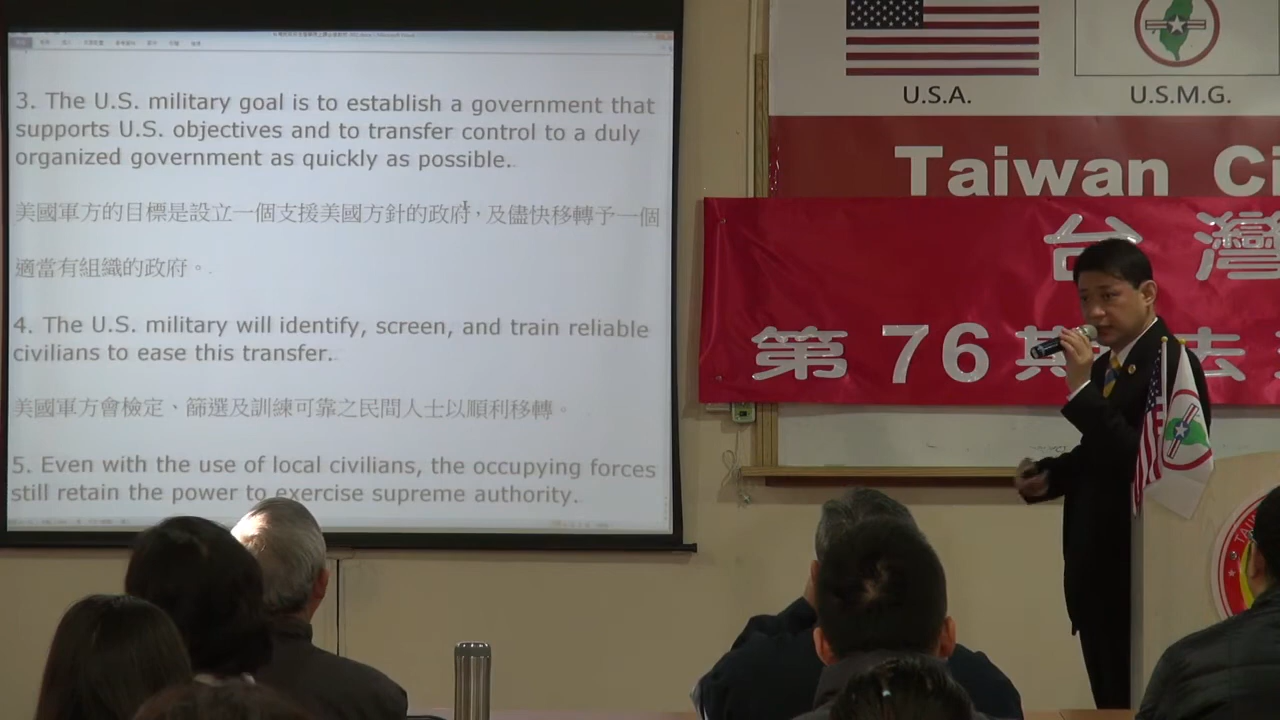 3. The U.S. military goal is to establish a government that
supports U.S. objectives and to transfer control to a duly
organized government as quickly as possible.
美國軍方的目標是設立一個支援美國方針的政府,及儘快移轉予一個
適當有組織的政府。
4. The U.S. military will identify, screen, and train reliable
civilians to ease this transfer.
美國軍方會檢定、篩選及訓練可靠之民間人士以順利移轉。
5. Even with the use of local civilians, the occupying forces
still retain the power to exercise supreme authority.
U.S.A.
U.S.M.G.
Taiwan Ci
台灣
第 76 期法